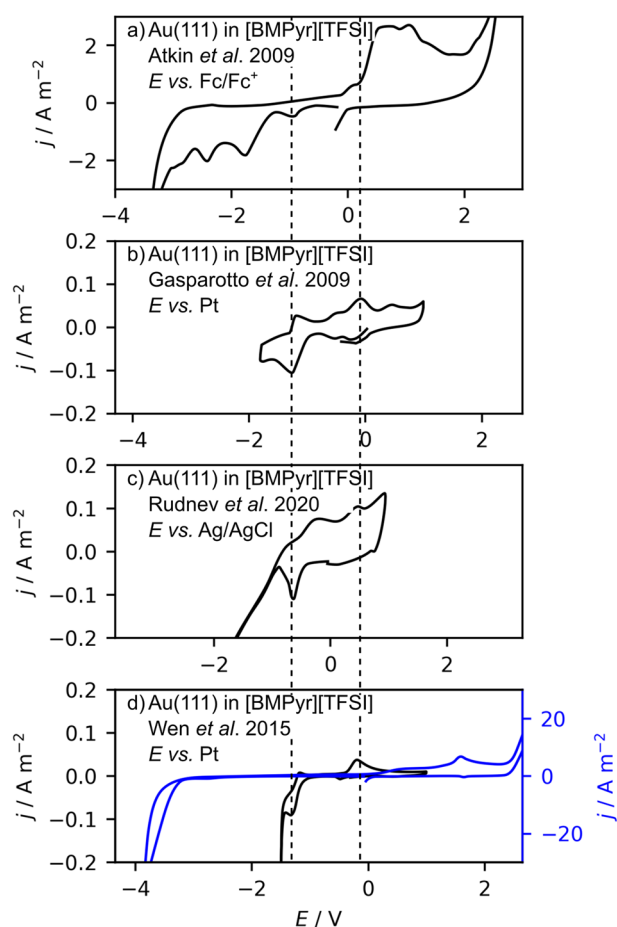 a) Au(111) in [BMPyr][TFSI]
Atkin et al. 2009
E vs. Fc/Fc⁺
j / A m⁻²
2
0
−2
−4 −2 0 2
b) Au(111) in [BMPyr][TFSI]
Gasparotto et al. 2009
E vs. Pt
j / A m⁻²
0.2
0.1
0.0
−0.1
−0.2
−4 −2 0 2
c) Au(111) in [BMPyr][TFSI]
Rudnev et al. 2020
E vs. Ag/AgCl
j / A m⁻²
0.2
0.1
0.0
−0.1
−0.2
−2 0 2
d) Au(111) in [BMPyr][TFSI]
Wen et al. 2015
E vs. Pt
j / A m⁻²
0.2
0.1
0.0
−0.1
−0.2
20
0
−20
j / A m⁻²
−4 −2 0 2
E / V